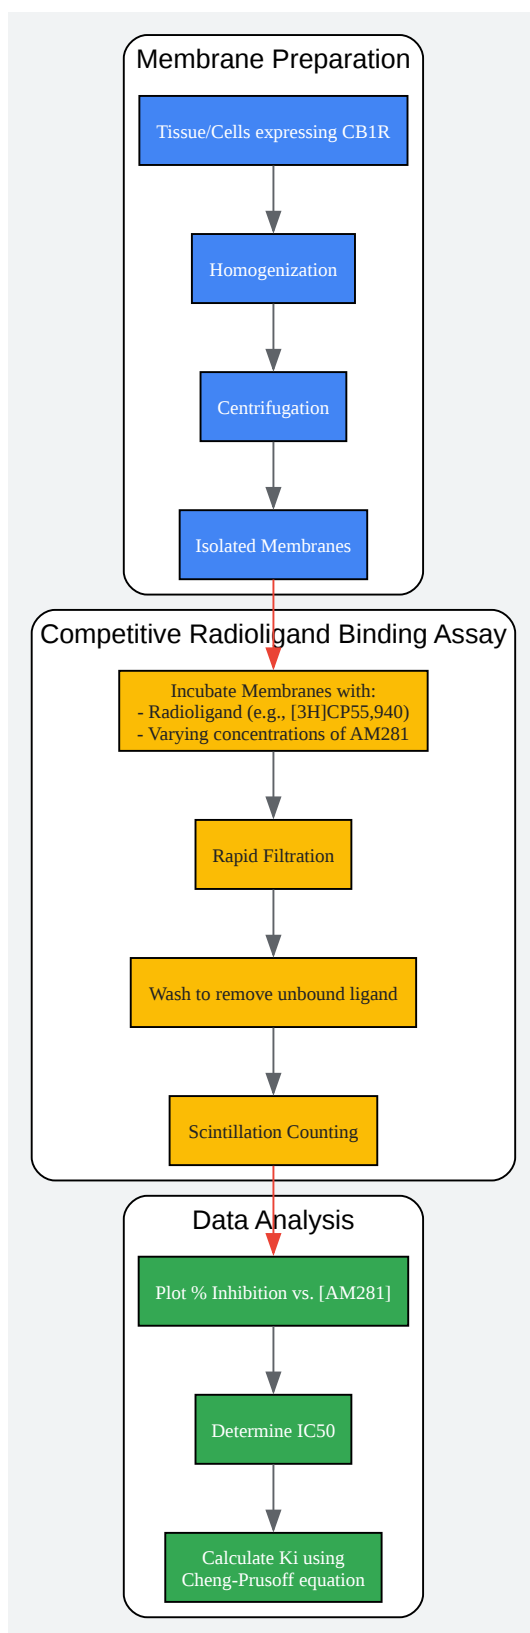 Membrane Preparation
Tissue/Cells expressing CB1R
Homogenization
Centrifugation
Isolated Membranes
Competitive Radioligand Binding Assay
Incubate Membranes with:
- Radioligand (e.g., [3H]CP55,940)
- Varying concentrations of AM281
Rapid Filtration
Wash to remove unbound ligand
Scintillation Counting
Data Analysis
Plot % Inhibition vs. [AM281]
Determine IC50
Calculate Ki using
Cheng-Prusoff equation